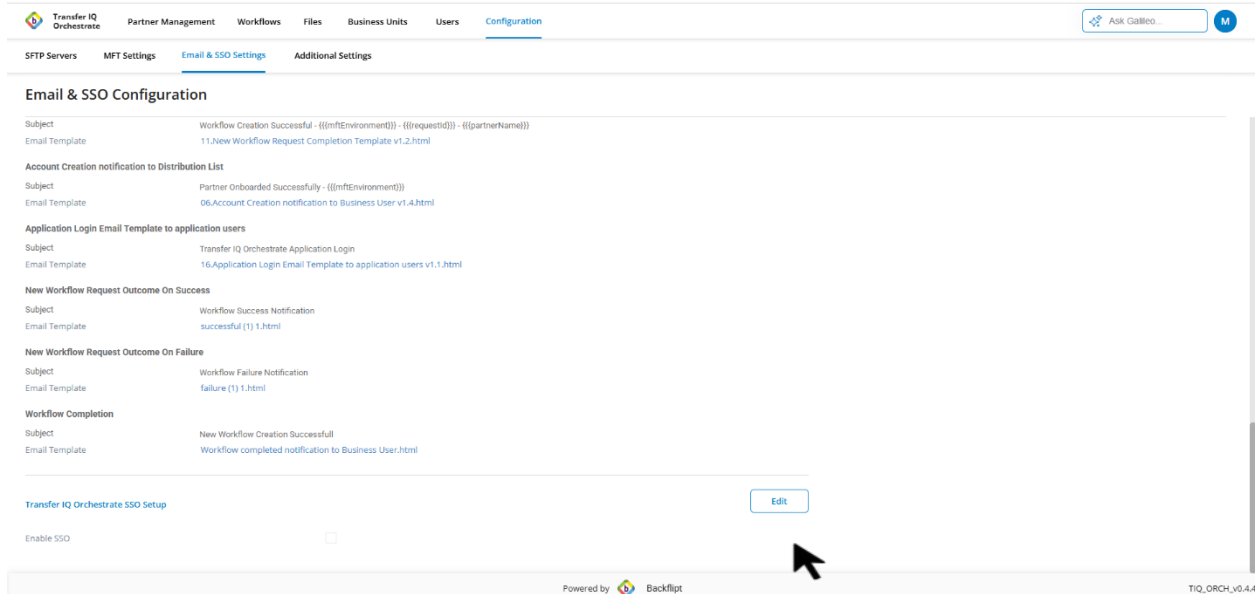 Transfer IQ
Orchestrate
Partner Management Workflows Files Business Units Users Configuration
Ask Galileo...
M
SFTP Servers MFT Settings Email & SSO Settings Additional Settings
Email & SSO Configuration
Subject Workflow Creation Successful - {{{mftEnvironment}}} - {{{requestId}}} - {{{partnerName}}}
Email Template 11.New Workflow Request Completion Template v1.2.html
Account Creation notification to Distribution List
Subject Partner Onboarded Successfully - {{{mftEnvironment}}}
Email Template 06.Account Creation notification to Business User v1.4.html
Application Login Email Template to application users
Subject Transfer IQ Orchestrate Application Login
Email Template 16.Application Login Email Template to application users v1.1.html
New Workflow Request Outcome On Success
Subject Workflow Success Notification
Email Template successful (1) 1.html
New Workflow Request Outcome On Failure
Subject Workflow Failure Notification
Email Template failure (1) 1.html
Workflow Completion
Subject New Workflow Creation Successfull
Email Template Workflow completed notification to Business User.html
Transfer IQ Orchestrate SSO Setup Edit
Enable SSO
Powered by b Backflipt TIQ_ORCH_v0.4.4